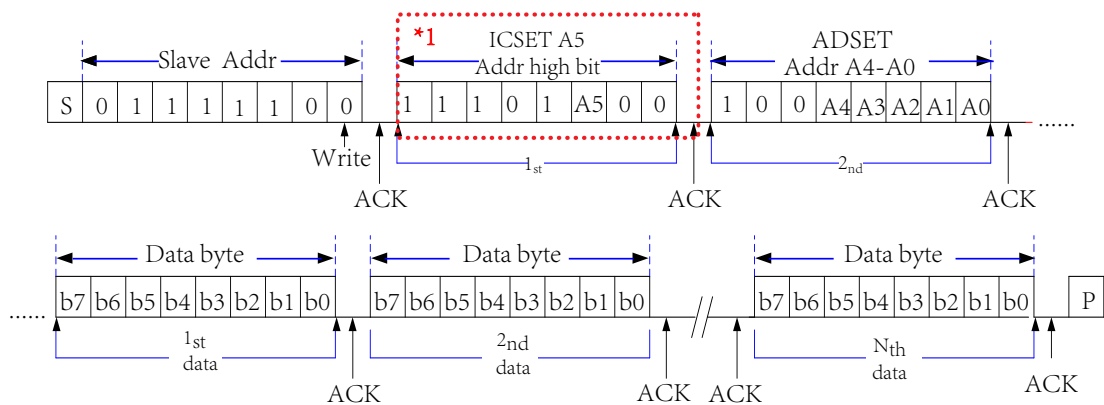 *1
ICSET A5
ADSET
Slave Addr
Addr high bit
Addr A4-A0
S 0 1 1 1 1 1 0 0
1 1 1 0 1 A5 0 0
1 0 0 A4 A3 A2 A1 A0
......
Write
1st
2nd
ACK
ACK
ACK
Data byte
Data byte
Data byte
......
b7 b6 b5 b4 b3 b2 b1 b0
b7 b6 b5 b4 b3 b2 b1 b0
b7 b6 b5 b4 b3 b2 b1 b0
P
//
1st
data
2nd
data
Nth
data
ACK
ACK
ACK
ACK